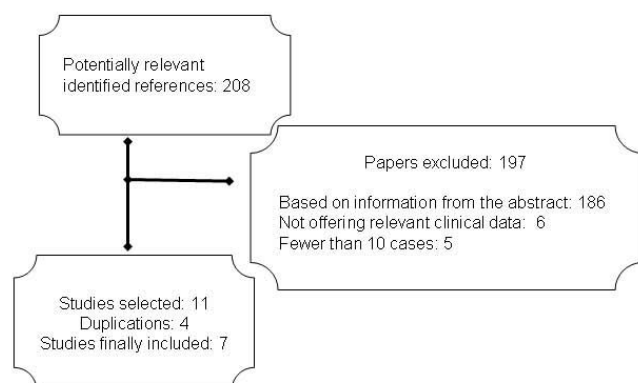 Potentially relevant
identified references: 208
Papers excluded: 197
Based on information from the abstract: 186
Not offering relevant clinical data: 6
Fewer than 10 cases: 5
Studies selected: 11
Duplications: 4
Studies finally included: 7